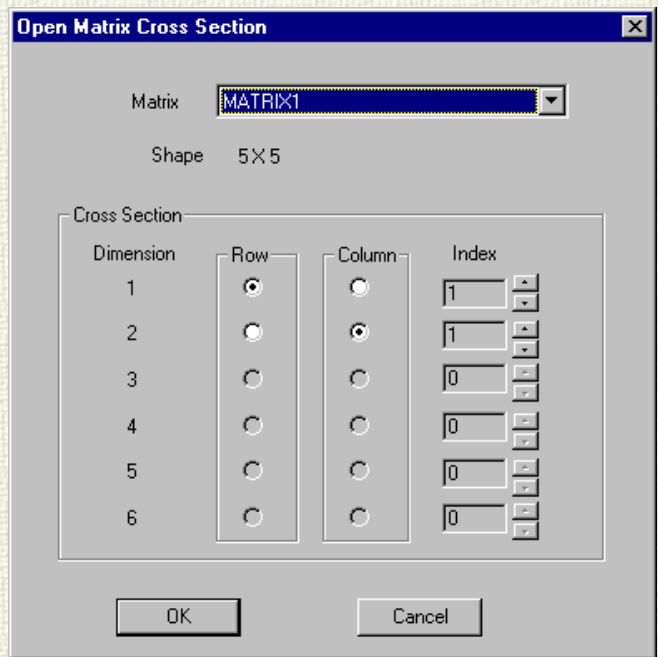 Open Matrix Cross Section
Matrix MATRIX1
Shape 5 X 5
Cross Section
Dimension Row Column Index
1 1
2 1
3 0
4 0
5 0
6 0
OK Cancel